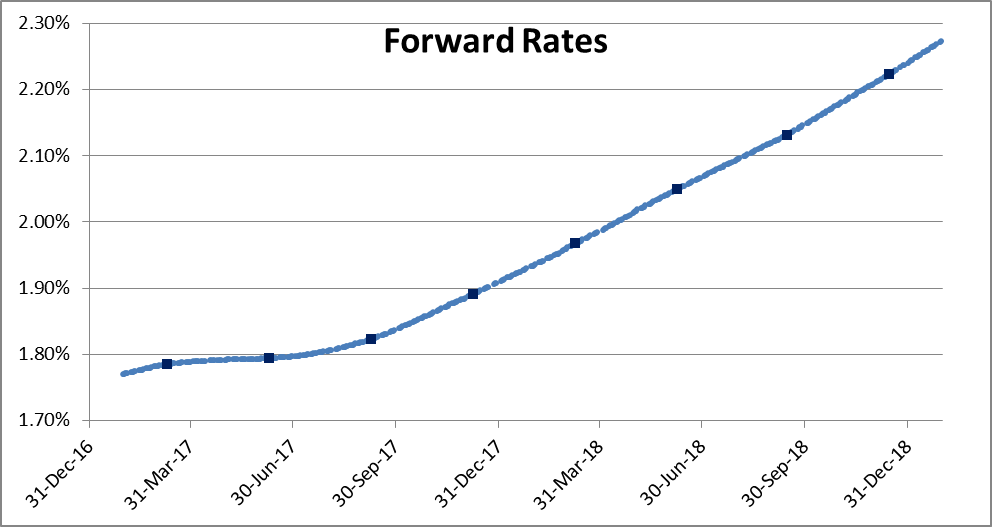 Forward Rates
2.30%
2.20%
2.10%
2.00%
1.90%
1.80%
1.70%
31-Dec-16
31-Mar-17
30-Jun-17
30-Sep-17
31-Dec-17
31-Mar-18
30-Jun-18
30-Sep-18
31-Dec-18